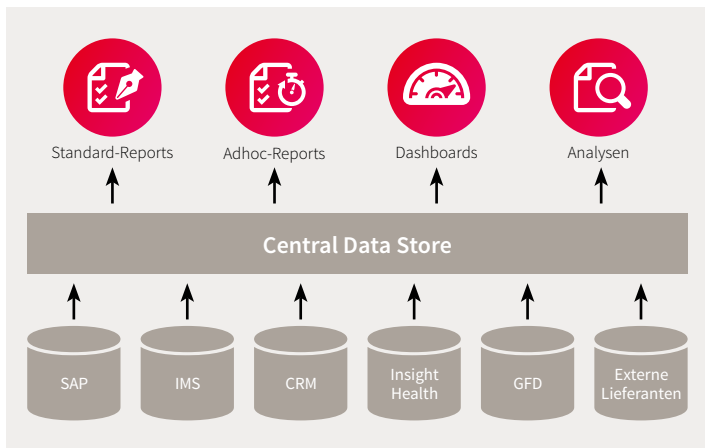 Standard-Reports
Adhoc-Reports
Dashboards
Analysen
Central Data Store
SAP
IMS
CRM
Insight
Health
GFD
Externe
Lieferanten